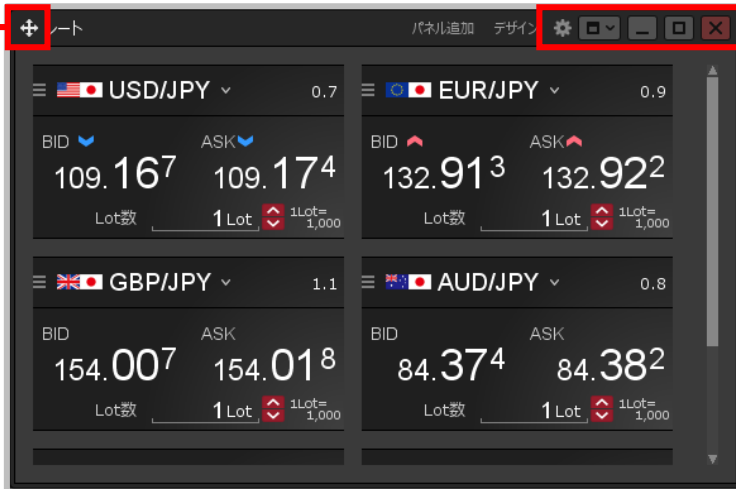 レート パネル追加 デザイン
USD/JPY 0.7
BID ASK
109.167 109.174
Lot数 1 Lot 1Lot=
1,000
EUR/JPY 0.9
BID ASK
132.913 132.922
Lot数 1 Lot 1Lot=
1,000
GBP/JPY 1.1
BID ASK
154.007 154.018
Lot数 1 Lot 1Lot=
1,000
AUD/JPY 0.8
BID ASK
84.374 84.382
Lot数 1 Lot 1Lot=
1,000